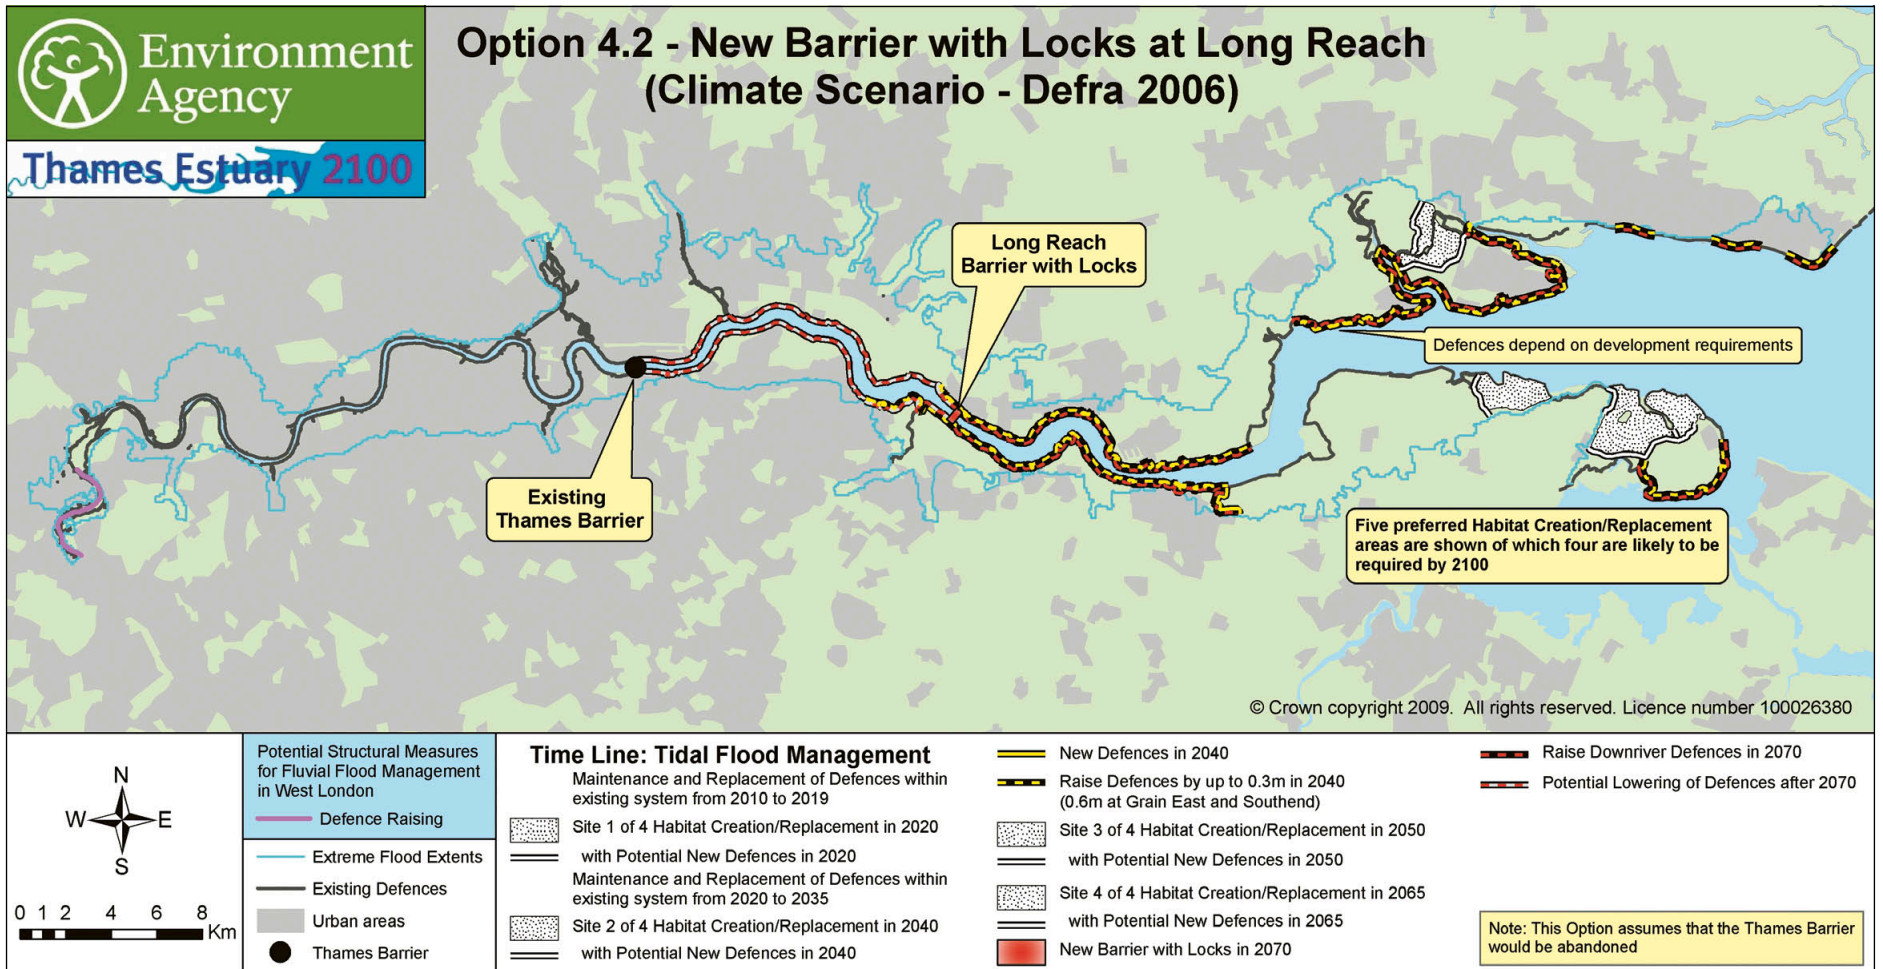 Environment
Agency
Thames Estuary 2100
Option 4.2 - New Barrier with Locks at Long Reach
(Climate Scenario - Defra 2006)
Long Reach
Barrier with Locks
Defences depend on development requirements
Existing
Thames Barrier
Five preferred Habitat Creation/Replacement
areas are shown of which four are likely to be
required by 2100
© Crown copyright 2009. All rights reserved. Licence number 100026380
N
W E
S
0 1 2 4 6 8
Km
Potential Structural Measures
for Fluvial Flood Management
in West London
Defence Raising
Extreme Flood Extents
Existing Defences
Urban areas
Thames Barrier
Time Line: Tidal Flood Management
Maintenance and Replacement of Defences within
existing system from 2010 to 2019
Site 1 of 4 Habitat Creation/Replacement in 2020
with Potential New Defences in 2020
Maintenance and Replacement of Defences within
existing system from 2020 to 2035
Site 2 of 4 Habitat Creation/Replacement in 2040
with Potential New Defences in 2040
New Defences in 2040
Raise Defences by up to 0.3m in 2040
(0.6m at Grain East and Southend)
Site 3 of 4 Habitat Creation/Replacement in 2050
with Potential New Defences in 2050
Site 4 of 4 Habitat Creation/Replacement in 2065
with Potential New Defences in 2065
New Barrier with Locks in 2070
Raise Downriver Defences in 2070
Potential Lowering of Defences after 2070
Note: This Option assumes that the Thames Barrier
would be abandoned